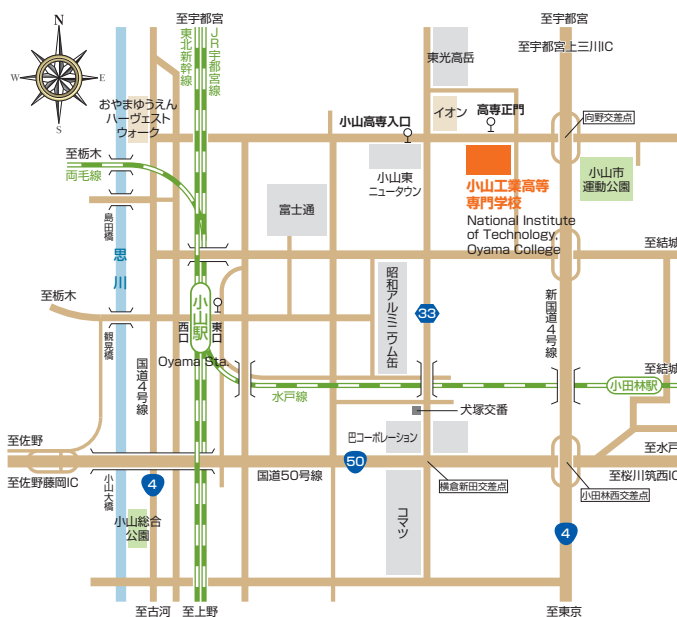 至宇都宮
至宇都宮
至宇都宮上三川IC
N
W
E
S
東北新幹線
JR宇都宮線
東光高岳
おやまゆうえん
ハーヴェスト
ウォーク
イオン
高専正門
小山高専入口
向野交差点
至栃木
両毛線
小山東
ニュータウン
小山工業高等
専門学校
National Institute
of Technology,
Oyama College
小山市
運動公園
富士通
島田橋
思川
至結城
昭和アルミニウム缶
至栃木
小山駅
西口
東口
Oyama Sta.
33
新国道4号線
観晃橋
国道4号線
至結城
小田林駅
水戸線
犬塚交番
巴コーポレーション
至佐野
至水戸
至佐野藤岡IC
国道50号線
50
至桜川筑西IC
小山大橋
4
横倉新田交差点
小田林西交差点
小山総合
公園
コマツ
4
至古河
至上野
至東京